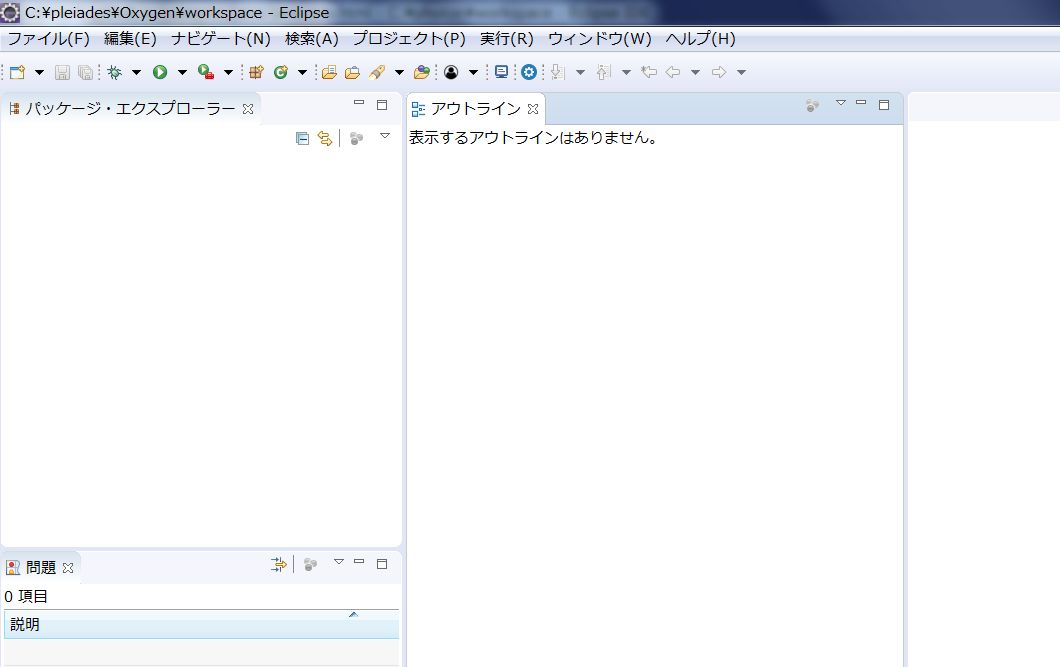 C:¥pleiades¥Oxygen¥workspace - Eclipse
ファイル(F) 編集(E) ナビゲート(N) 検索(A) プロジェクト(P) 実行(R) ウィンドウ(W) ヘルプ(H)
パッケージ・エクスプローラー
アウトライン
表示するアウトラインはありません。
問題
0 項目
説明